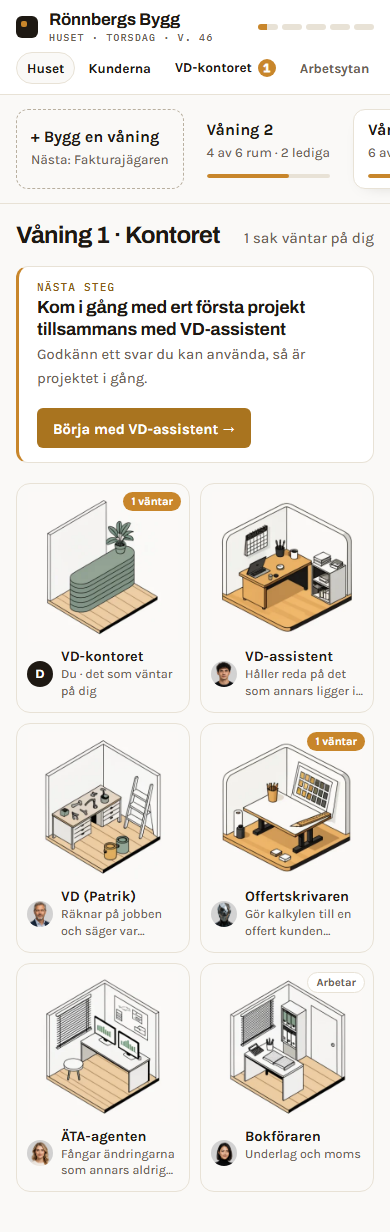 Rönnbergs Bygg
HUSET · TORSDAG · V. 46
Huset
Kunderna
VD-kontoret 1
Arbetsytan
+ Bygg en våning
Nästa: Fakturajägaren
Våning 2
4 av 6 rum · 2 lediga
Vån
6 av
Våning 1 · Kontoret
1 sak väntar på dig
NÄSTA STEG
Kom i gång med ert första projekt
tillsammans med VD-assistent
Godkänn ett svar du kan använda, så är
projektet i gång.
Börja med VD-assistent →
1 väntar
D
VD-kontoret
Du · det som väntar
på dig
VD-assistent
Håller reda på det
som annars ligger i...
VD (Patrik)
Räknar på jobben
och säger var...
1 väntar
Offertskrivaren
Gör kalkylen till en
offert kunden...
ÄTA-agenten
Fångar ändringarna
som annars aldrig...
Arbetar
Bokföraren
Underlag och moms